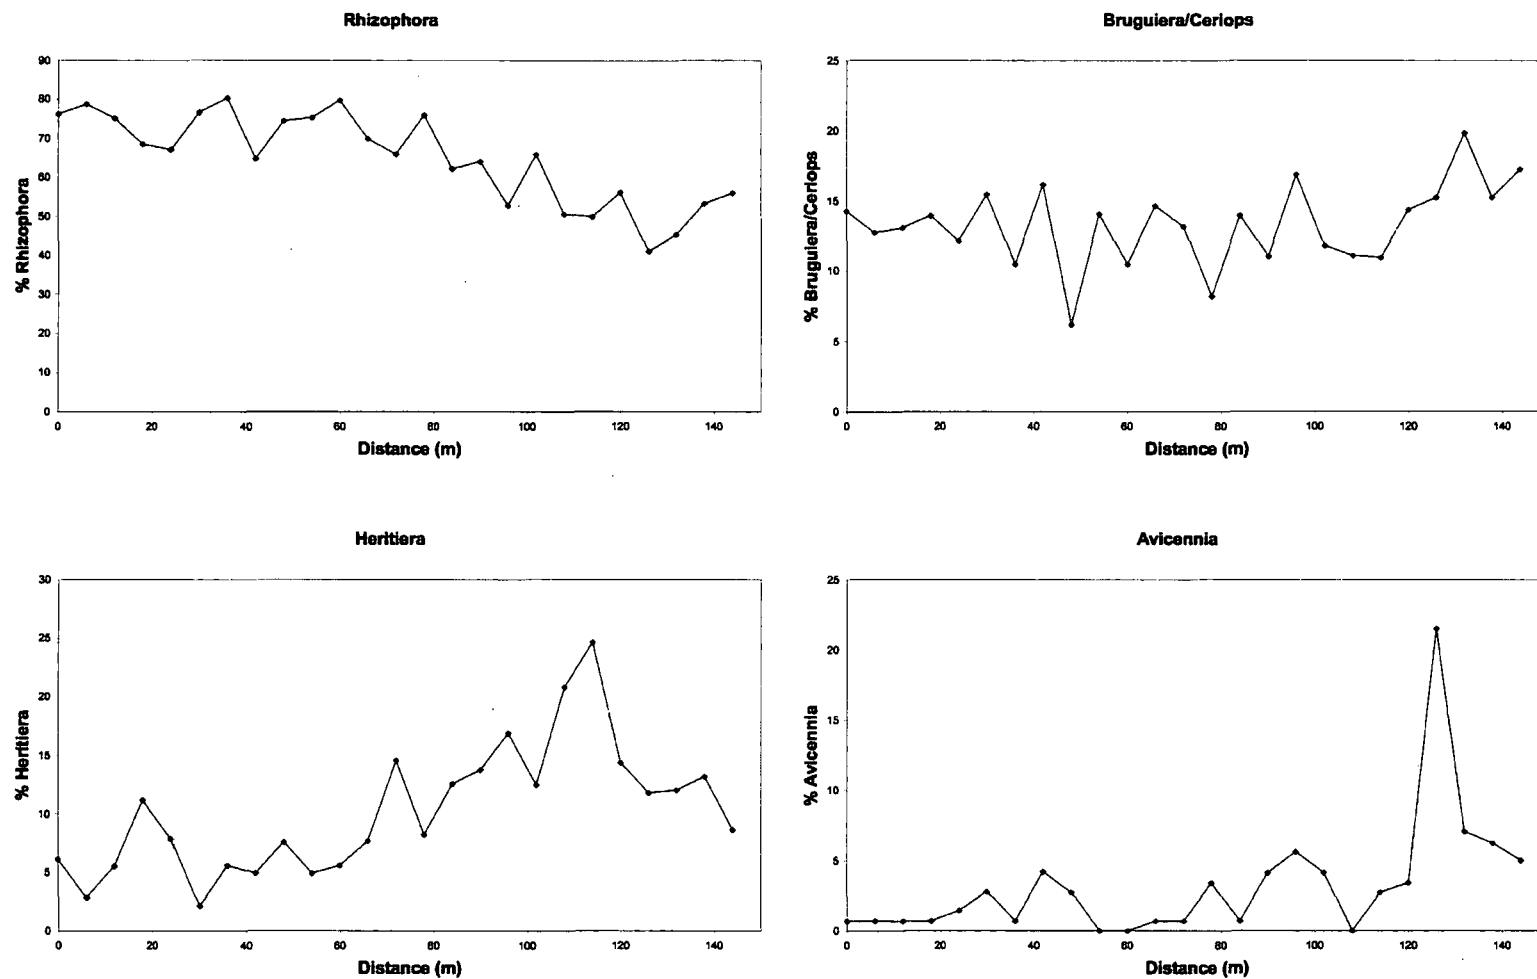 Rhizophora
90
80
70
60
50
40
30
20
10
0
% Rhizophora
0 20 40 60 80 100 120 140
Distance (m)
Bruguiera/Ceriops
25
20
15
10
5
0
% Bruguiera/Ceriops
0 20 40 60 80 100 120 140
Distance (m)
Heritiera
30
25
20
15
10
5
0
% Heritiera
0 20 40 60 80 100 120 140
Distance (m)
Avicennia
25
20
15
10
5
0
% Avicennia
0 20 40 60 80 100 120 140
Distance (m)